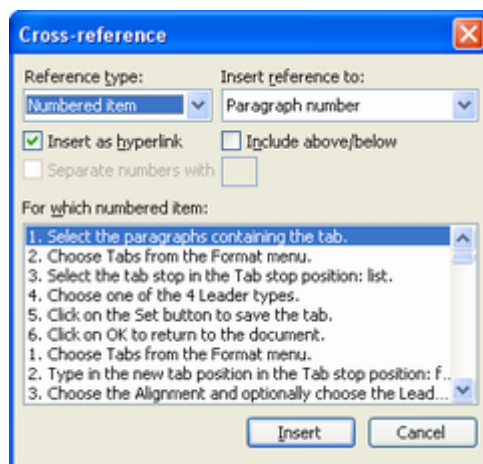 Cross-reference
Reference type: Insert reference to:
Numbered item Paragraph number
Insert as hyperlink Include above/below
Separate numbers with
For which numbered item:
1. Select the paragraphs containing the tab.
2. Choose Tabs from the Format menu.
3. Select the tab stop in the Tab stop position: list.
4. Choose one of the 4 Leader types.
5. Click on the Set button to save the tab.
6. Click on OK to return to the document.
1. Choose Tabs from the Format menu.
2. Type in the new tab position in the Tab stop position: f...
3. Choose the Alignment and optionally choose the Lead...
Insert Cancel